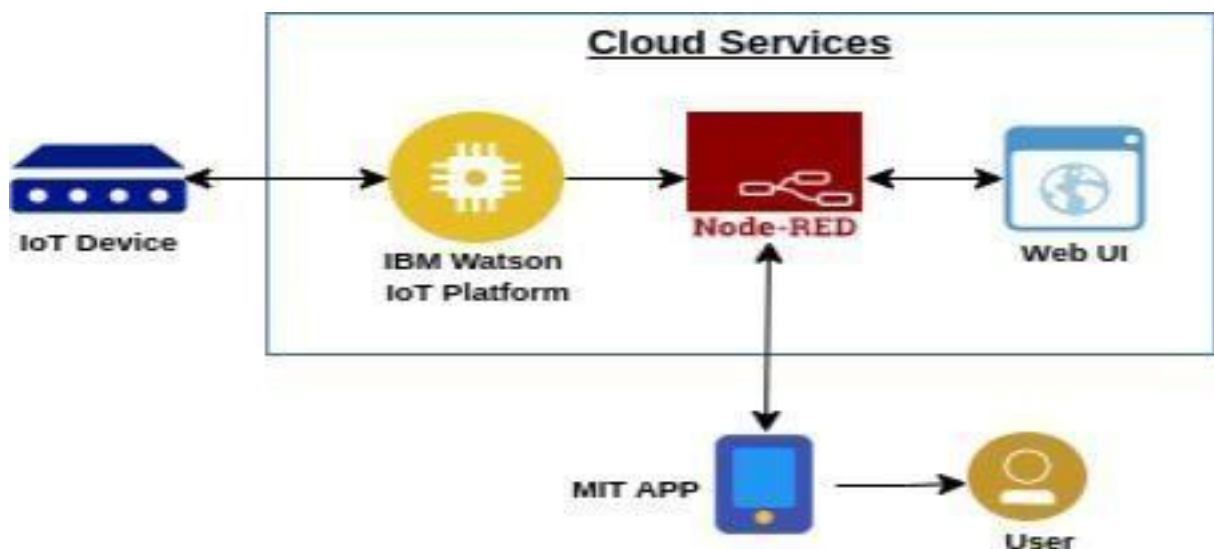 Cloud Services
IoT Device
IBM Watson
IoT Platform
Node-RED
Web UI
MIT APP
User